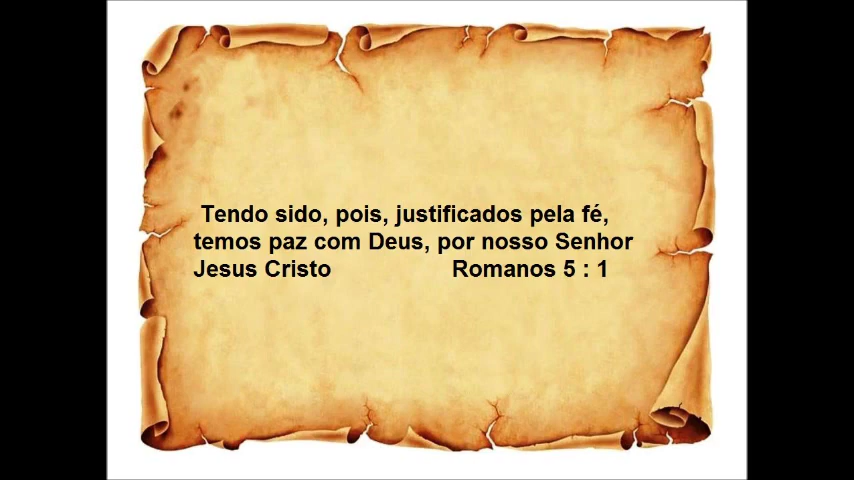 Tendo sido, pois, justificados pela fé,
temos paz com Deus, por nosso Senhor
Jesus Cristo Romanos 5 : 1